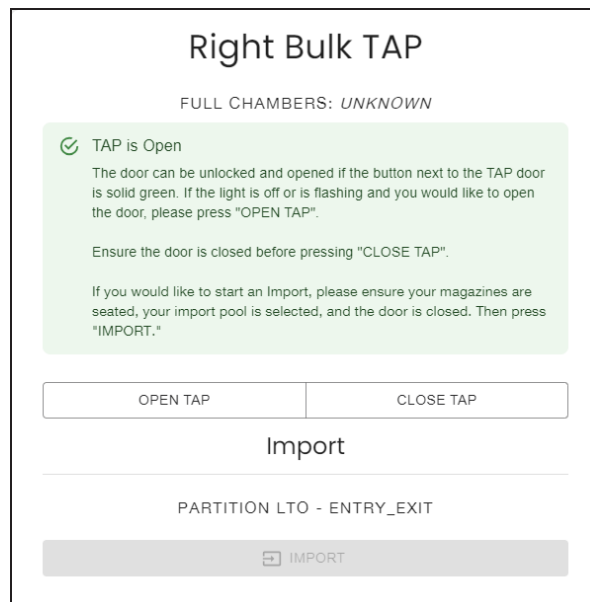 Right Bulk TAP
FULL CHAMBERS: UNKNOWN
TAP is Open
The door can be unlocked and opened if the button next to the TAP door
is solid green. If the light is off or is flashing and you would like to open
the door, please press "OPEN TAP".
Ensure the door is closed before pressing "CLOSE TAP".
If you would like to start an Import, please ensure your magazines are
seated, your import pool is selected, and the door is closed. Then press
"IMPORT."
OPEN TAP
CLOSE TAP
Import
PARTITION LTO - ENTRY_EXIT
IMPORT